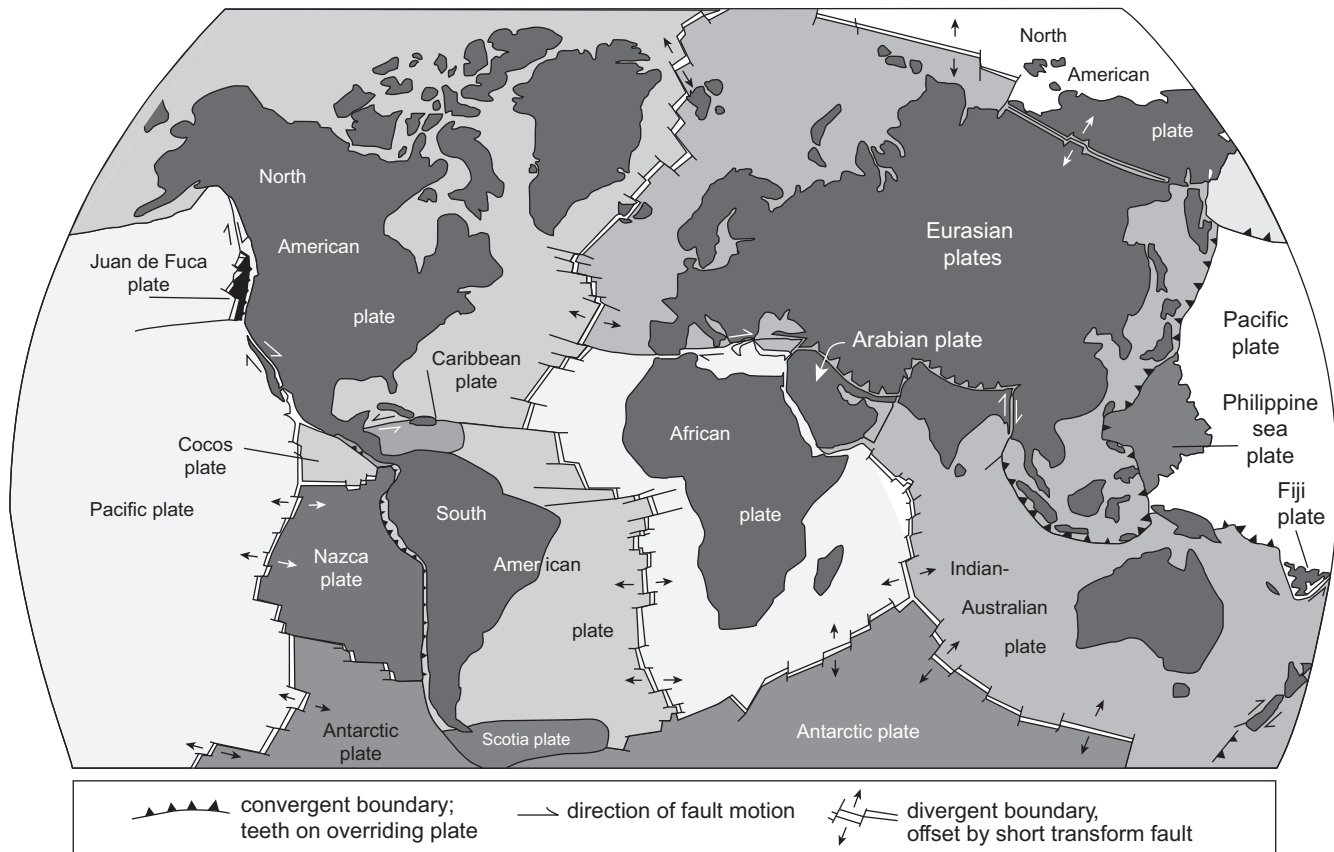 North
American
plate
North
American
plate
Eurasian
plates
Juan de Fuca
plate
Pacific
plate
Arabian plate
Caribbean
plate
Philippine
sea
plate
African
plate
Cocos
plate
Fiji
plate
Pacific plate
South
American
plate
Nazca
plate
Indian-
Australian
plate
Antarctic
plate
Scotia plate
Antarctic plate
convergent boundary;
teeth on overriding plate
direction of fault motion
divergent boundary,
offset by short transform fault